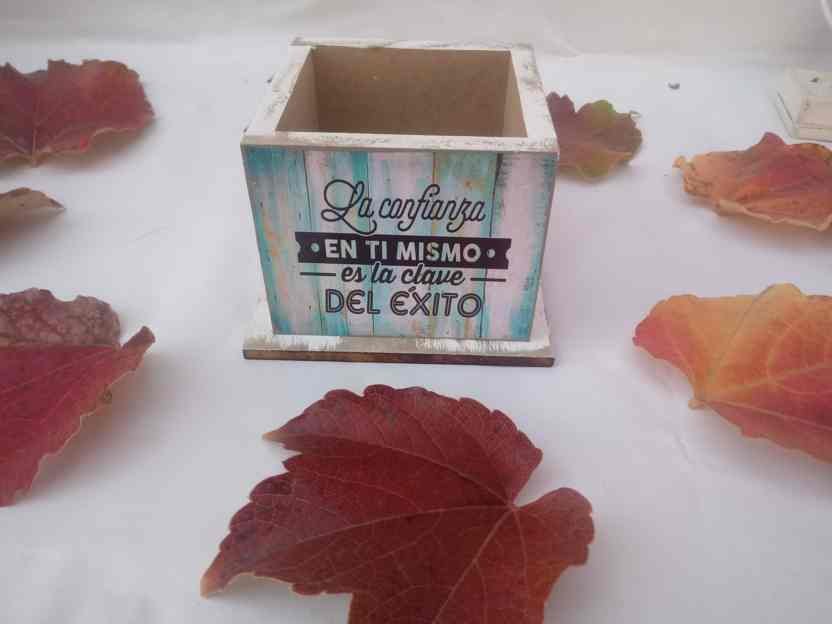 La confianza
EN TI MISMO
es la clave
DEL ÉXITO